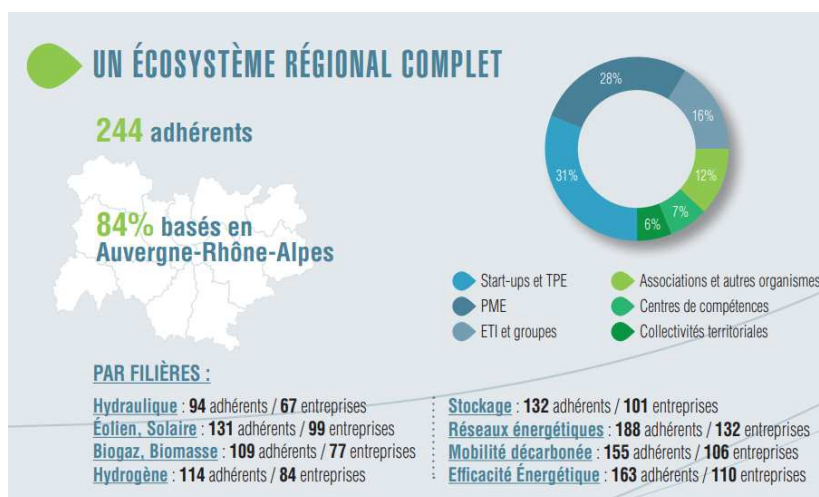 UN ÉCOSYSTÈME RÉGIONAL COMPLET
244 adhérents
84% basés en
Auvergne-Rhône-Alpes
28%
16%
31%
12%
7%
6%
Start-ups et TPE
PME
ETI et groupes
Associations et autres organismes
Centres de compétences
Collectivités territoriales
PAR FILIÈRES :
Hydraulique : 94 adhérents / 67 entreprises
Éolien, Solaire : 131 adhérents / 99 entreprises
Biogaz, Biomasse : 109 adhérents / 77 entreprises
Hydrogène : 114 adhérents / 84 entreprises
Stockage : 132 adhérents / 101 entreprises
Réseaux énergétiques : 188 adhérents / 132 entreprises
Mobilité décarbonée : 155 adhérents / 106 entreprises
Efficacité Énergétique : 163 adhérents / 110 entreprises